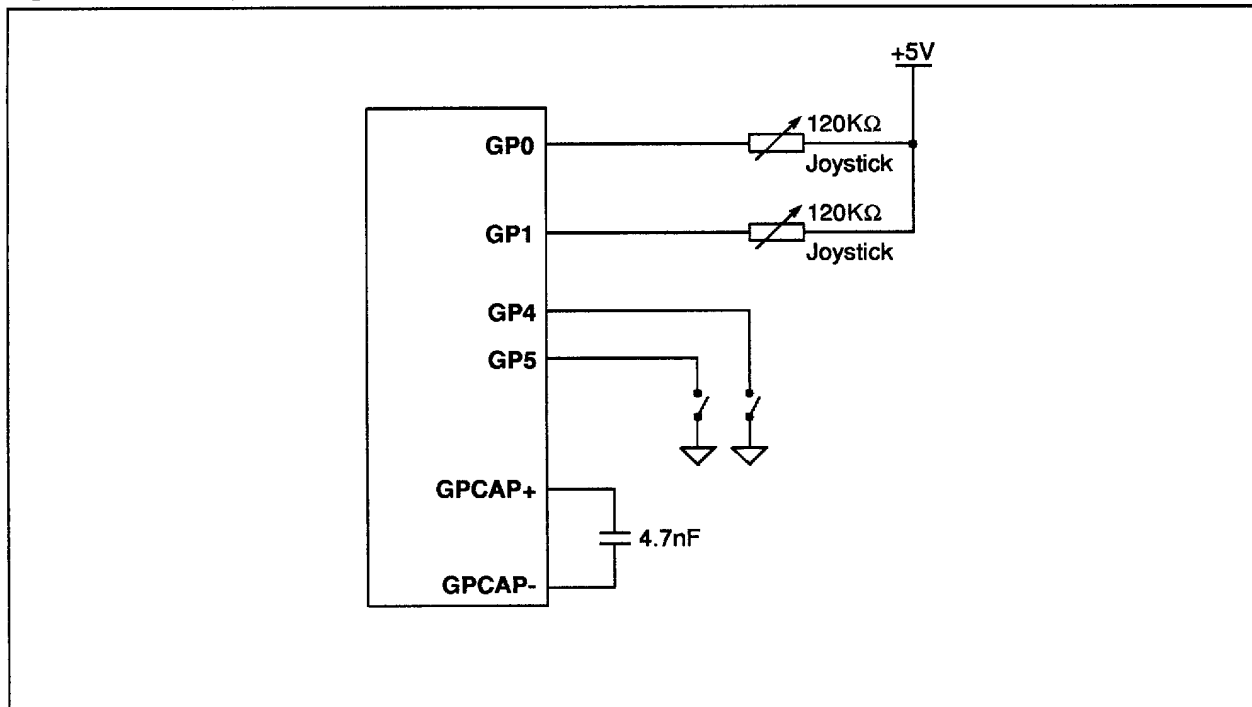 +5V
GP0
120KΩ
Joystick
GP1
120KΩ
Joystick
GP4
GP5
GPCAP+
4.7nF
GPCAP-